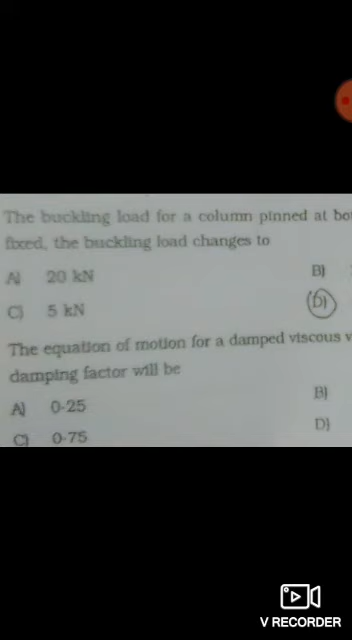 The buckling load for a column pinned at
fixed, the buckling load changes to
A) 20 kN B)
C) 5 kN (D)
The equation of motion for a damped viscous
damping factor will be
A) 0·25 B)
C) 0·75 D)
V RECORDER